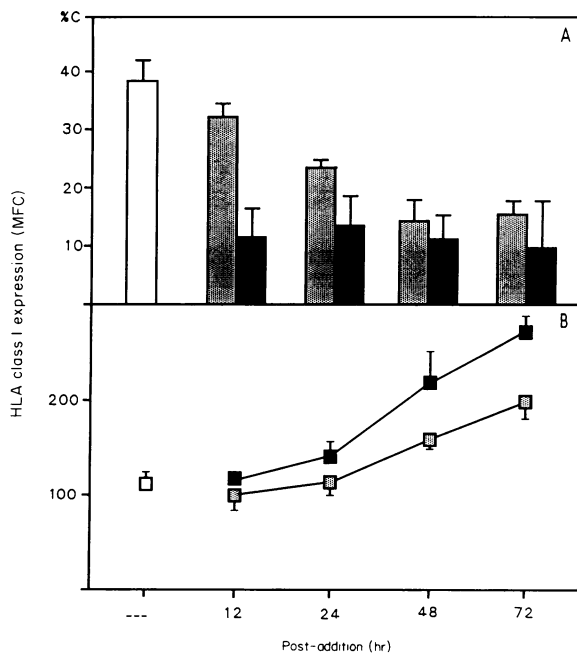 %C
A
40
30
20
10
HLA class I expression (MFC)
B
200
100
--- 12 24 48 72
Post-addition (hr)